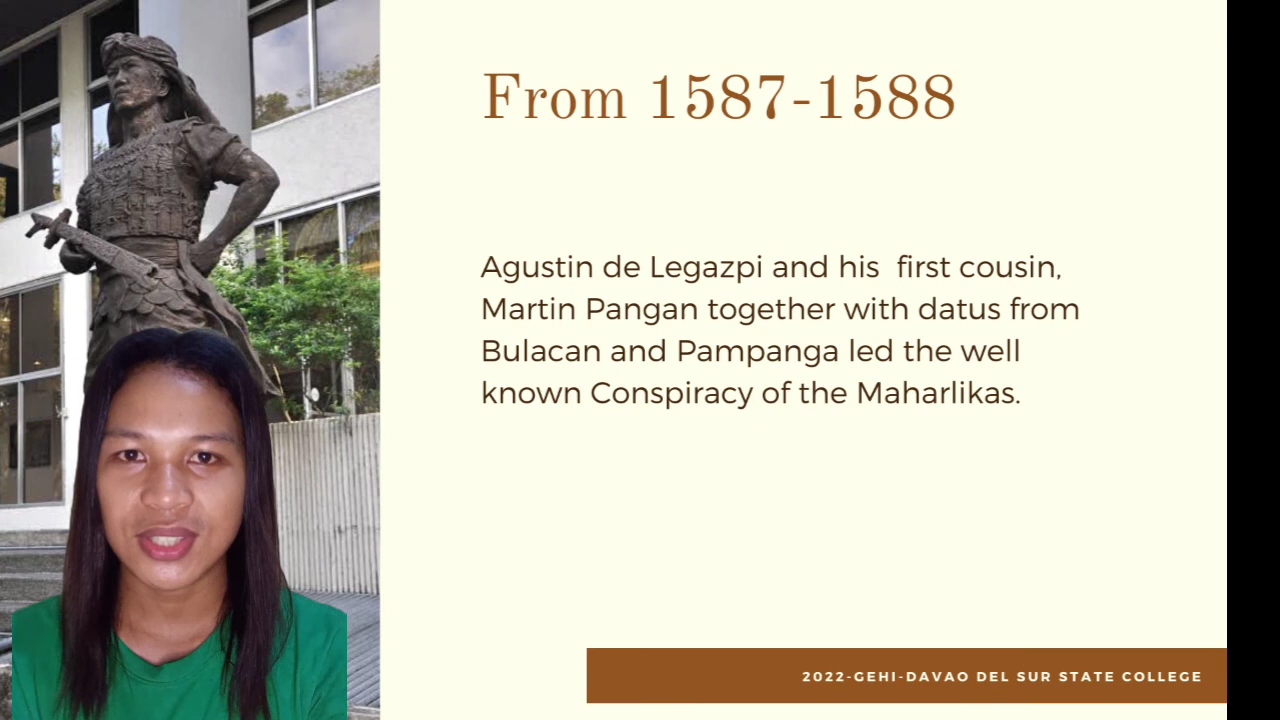 From 1587-1588
Agustin de Legazpi and his  first cousin,
Martin Pangan together with datus from
Bulacan and Pampanga led the well
known Conspiracy of the Maharlikas.
2022-GEHI-DAVAO DEL SUR STATE COLLEGE